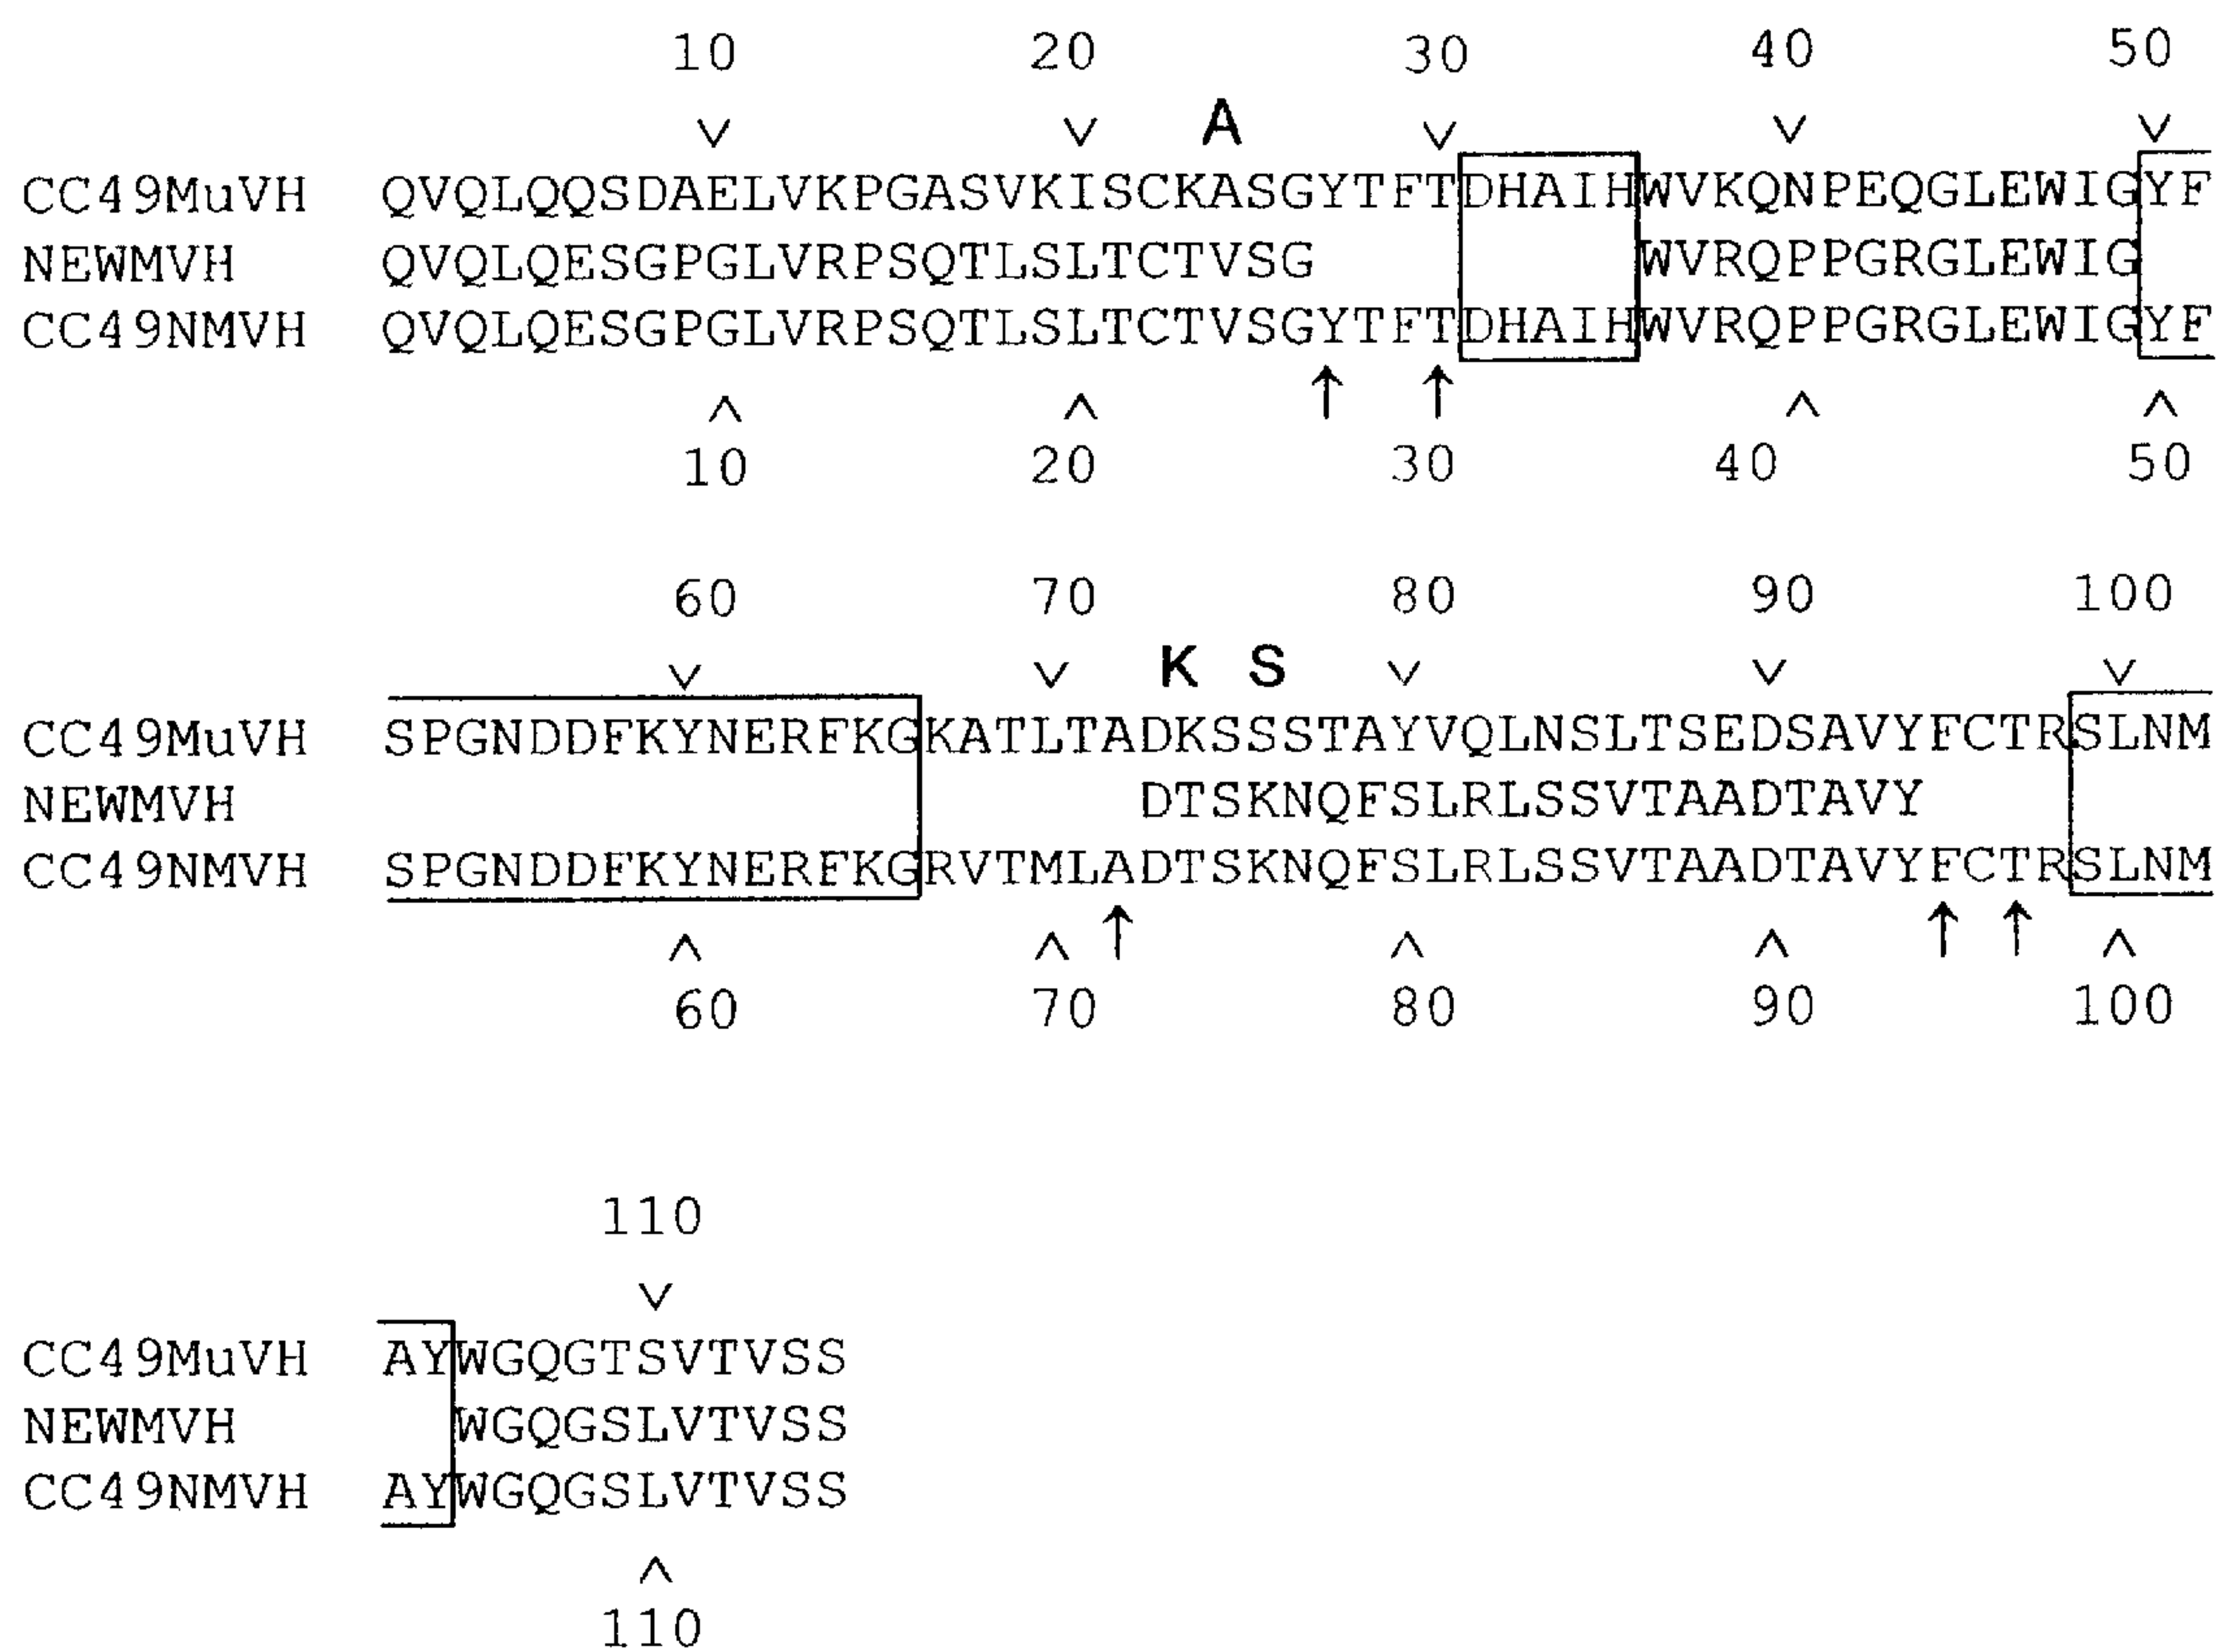 10 20 30 40 50
A
CC49MuVH QVQLQQSDAELVKPGASVKISCKASGYTFTDHAIHWVKQNPEQGLEWIGYF
NEWMVH QVQLQESGPGLVRPSQTLSLTCTVSG WVRQPPGRGLEWIG
CC49NMVH QVQLQESGPGLVRPSQTLSLTCTVSGYTFTDHAIHWVRQPPGRGLEWIGYF
10 20 30 40 50
60 70 80 90 100
K S
CC49MuVH SPGNDDFKYNERFKGKATLTADKSSSTAYVQLNSLTSEDSAVYFCTRSLNM
NEWMVH DTSKNQFSLRLSSVTAADTAVY
CC49NMVH SPGNDDFKYNERFKGRVTMLADTSKNQFSLRLSSVTAADTAVYFCTRSLNM
60 70 80 90 100
110
CC49MuVH AYWGQGTSVTVSS
NEWMVH WGQGSLVTVSS
CC49NMVH AYWGQGSLVTVSS
110